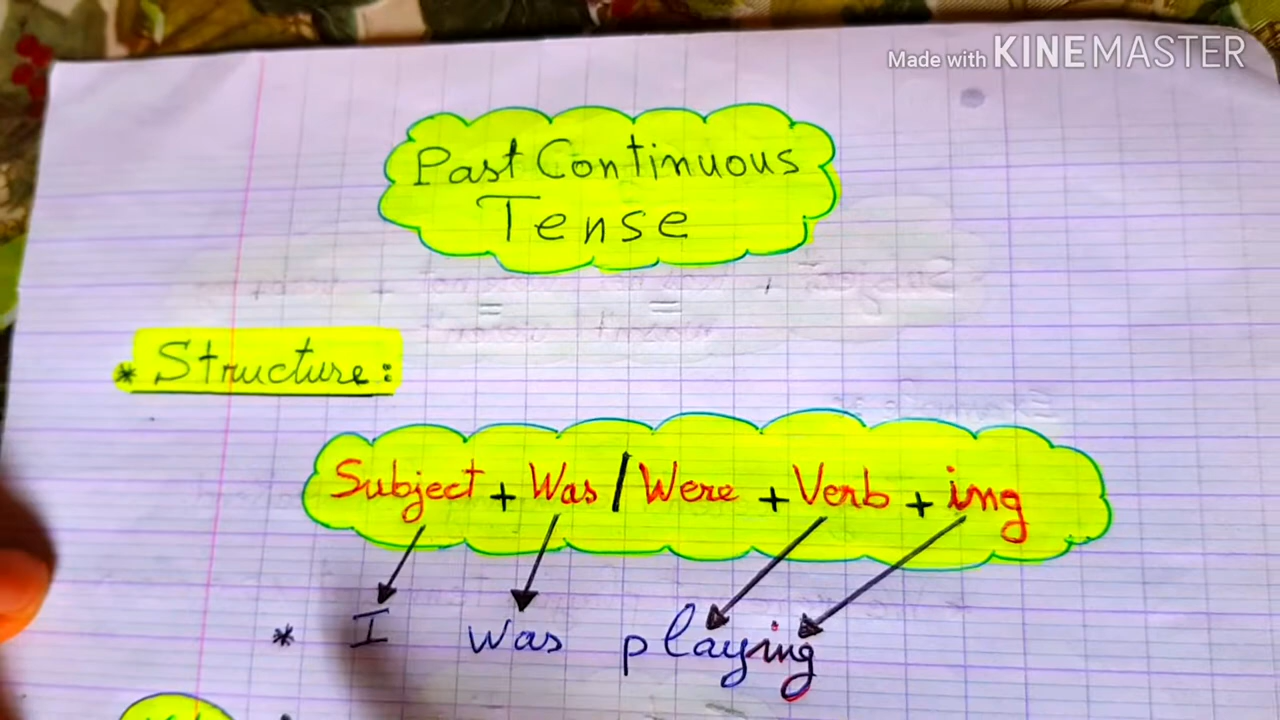 Made with KINEMASTER
Past Continuous
Tense
* Structure:
Subject + Was / Were + Verb + ing
* I was playing